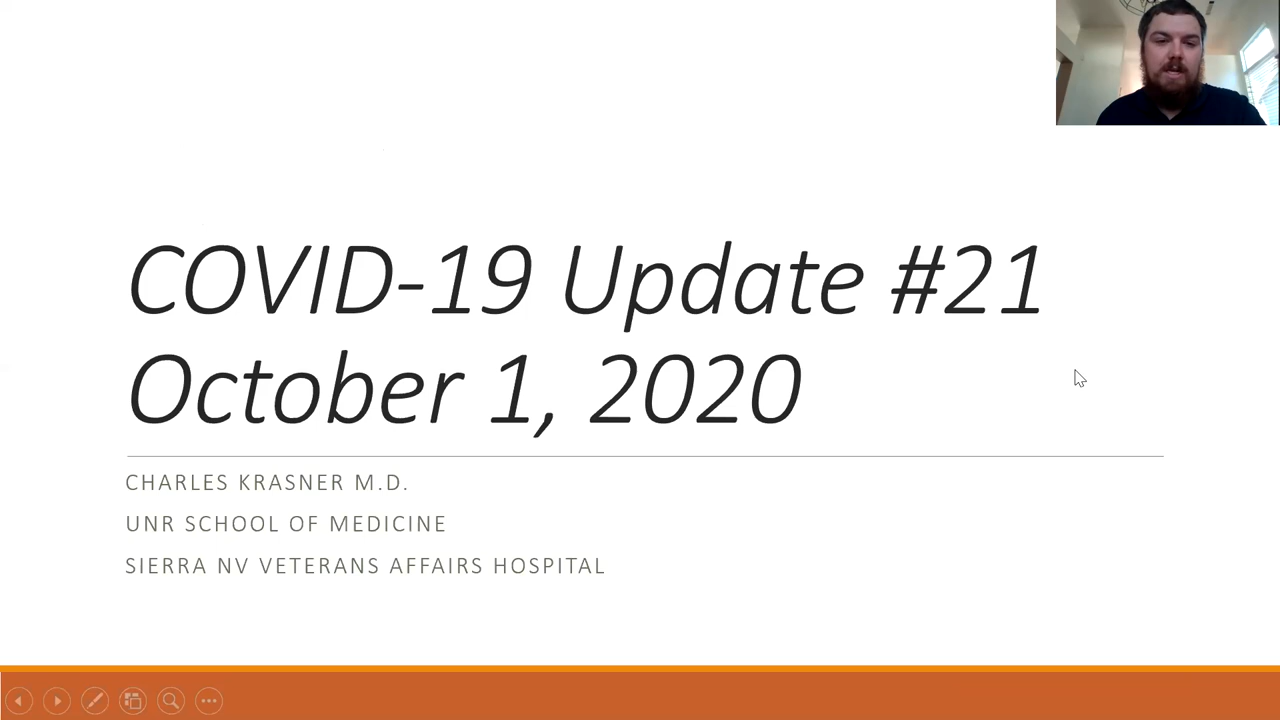 COVID-19 Update #21
October 1, 2020
CHARLES KRASNER M.D.
UNR SCHOOL OF MEDICINE
SIERRA NV VETERANS AFFAIRS HOSPITAL